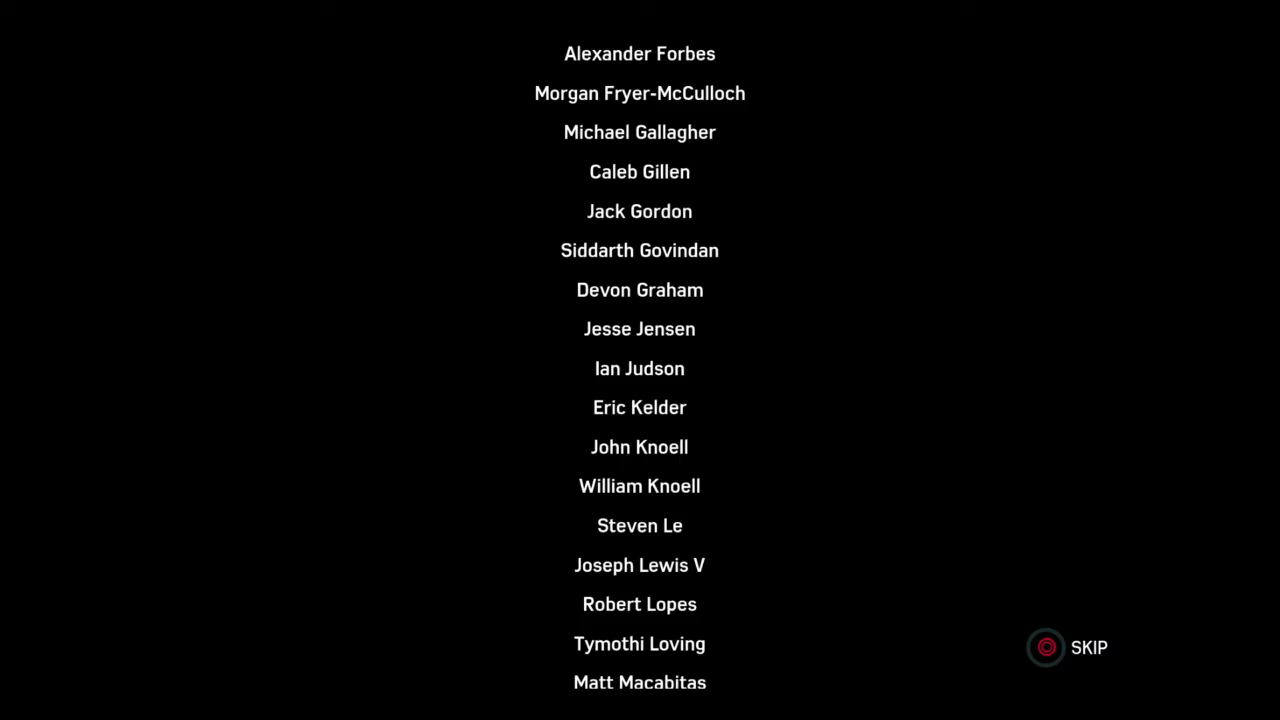 Alexander Forbes
Morgan Fryer-McCulloch
Michael Gallagher
Caleb Gillen
Jack Gordon
Siddarth Govindan
Devon Graham
Jesse Jensen
Ian Judson
Eric Kelder
John Knoell
William Knoell
Steven Le
Joseph Lewis V
Robert Lopes
Tymothi Loving
SKIP
Matt Macabitas